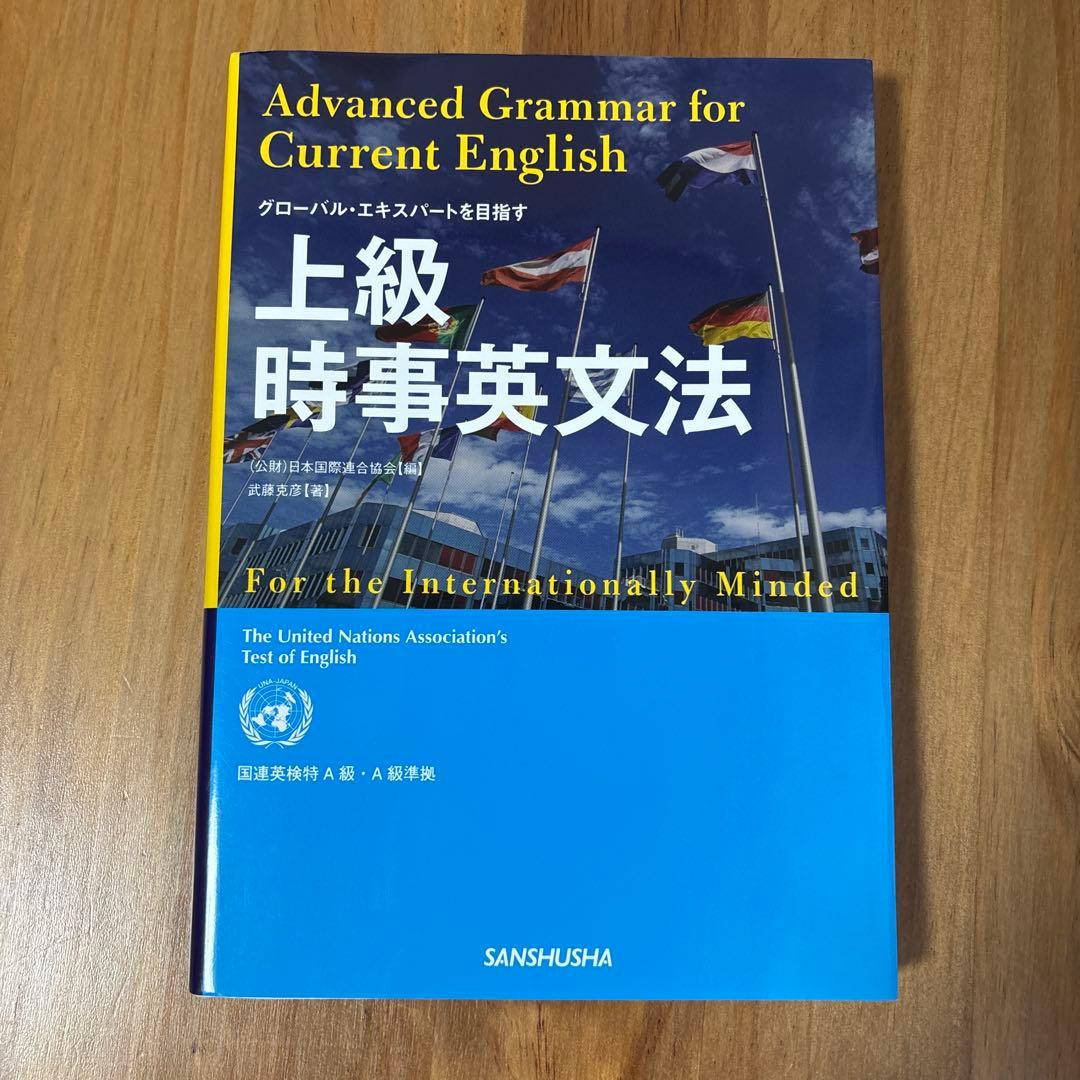 Advanced Grammar for
Current English
グローバル・エキスパートを目指す
上級
時事英文法
(公財)日本国際連合協会【編】
武藤克彦【著】
For the Internationally Minded
The United Nations Association's
Test of English
UNA-JAPAN
国連英検特A級・A級準拠
SANSHUSHA